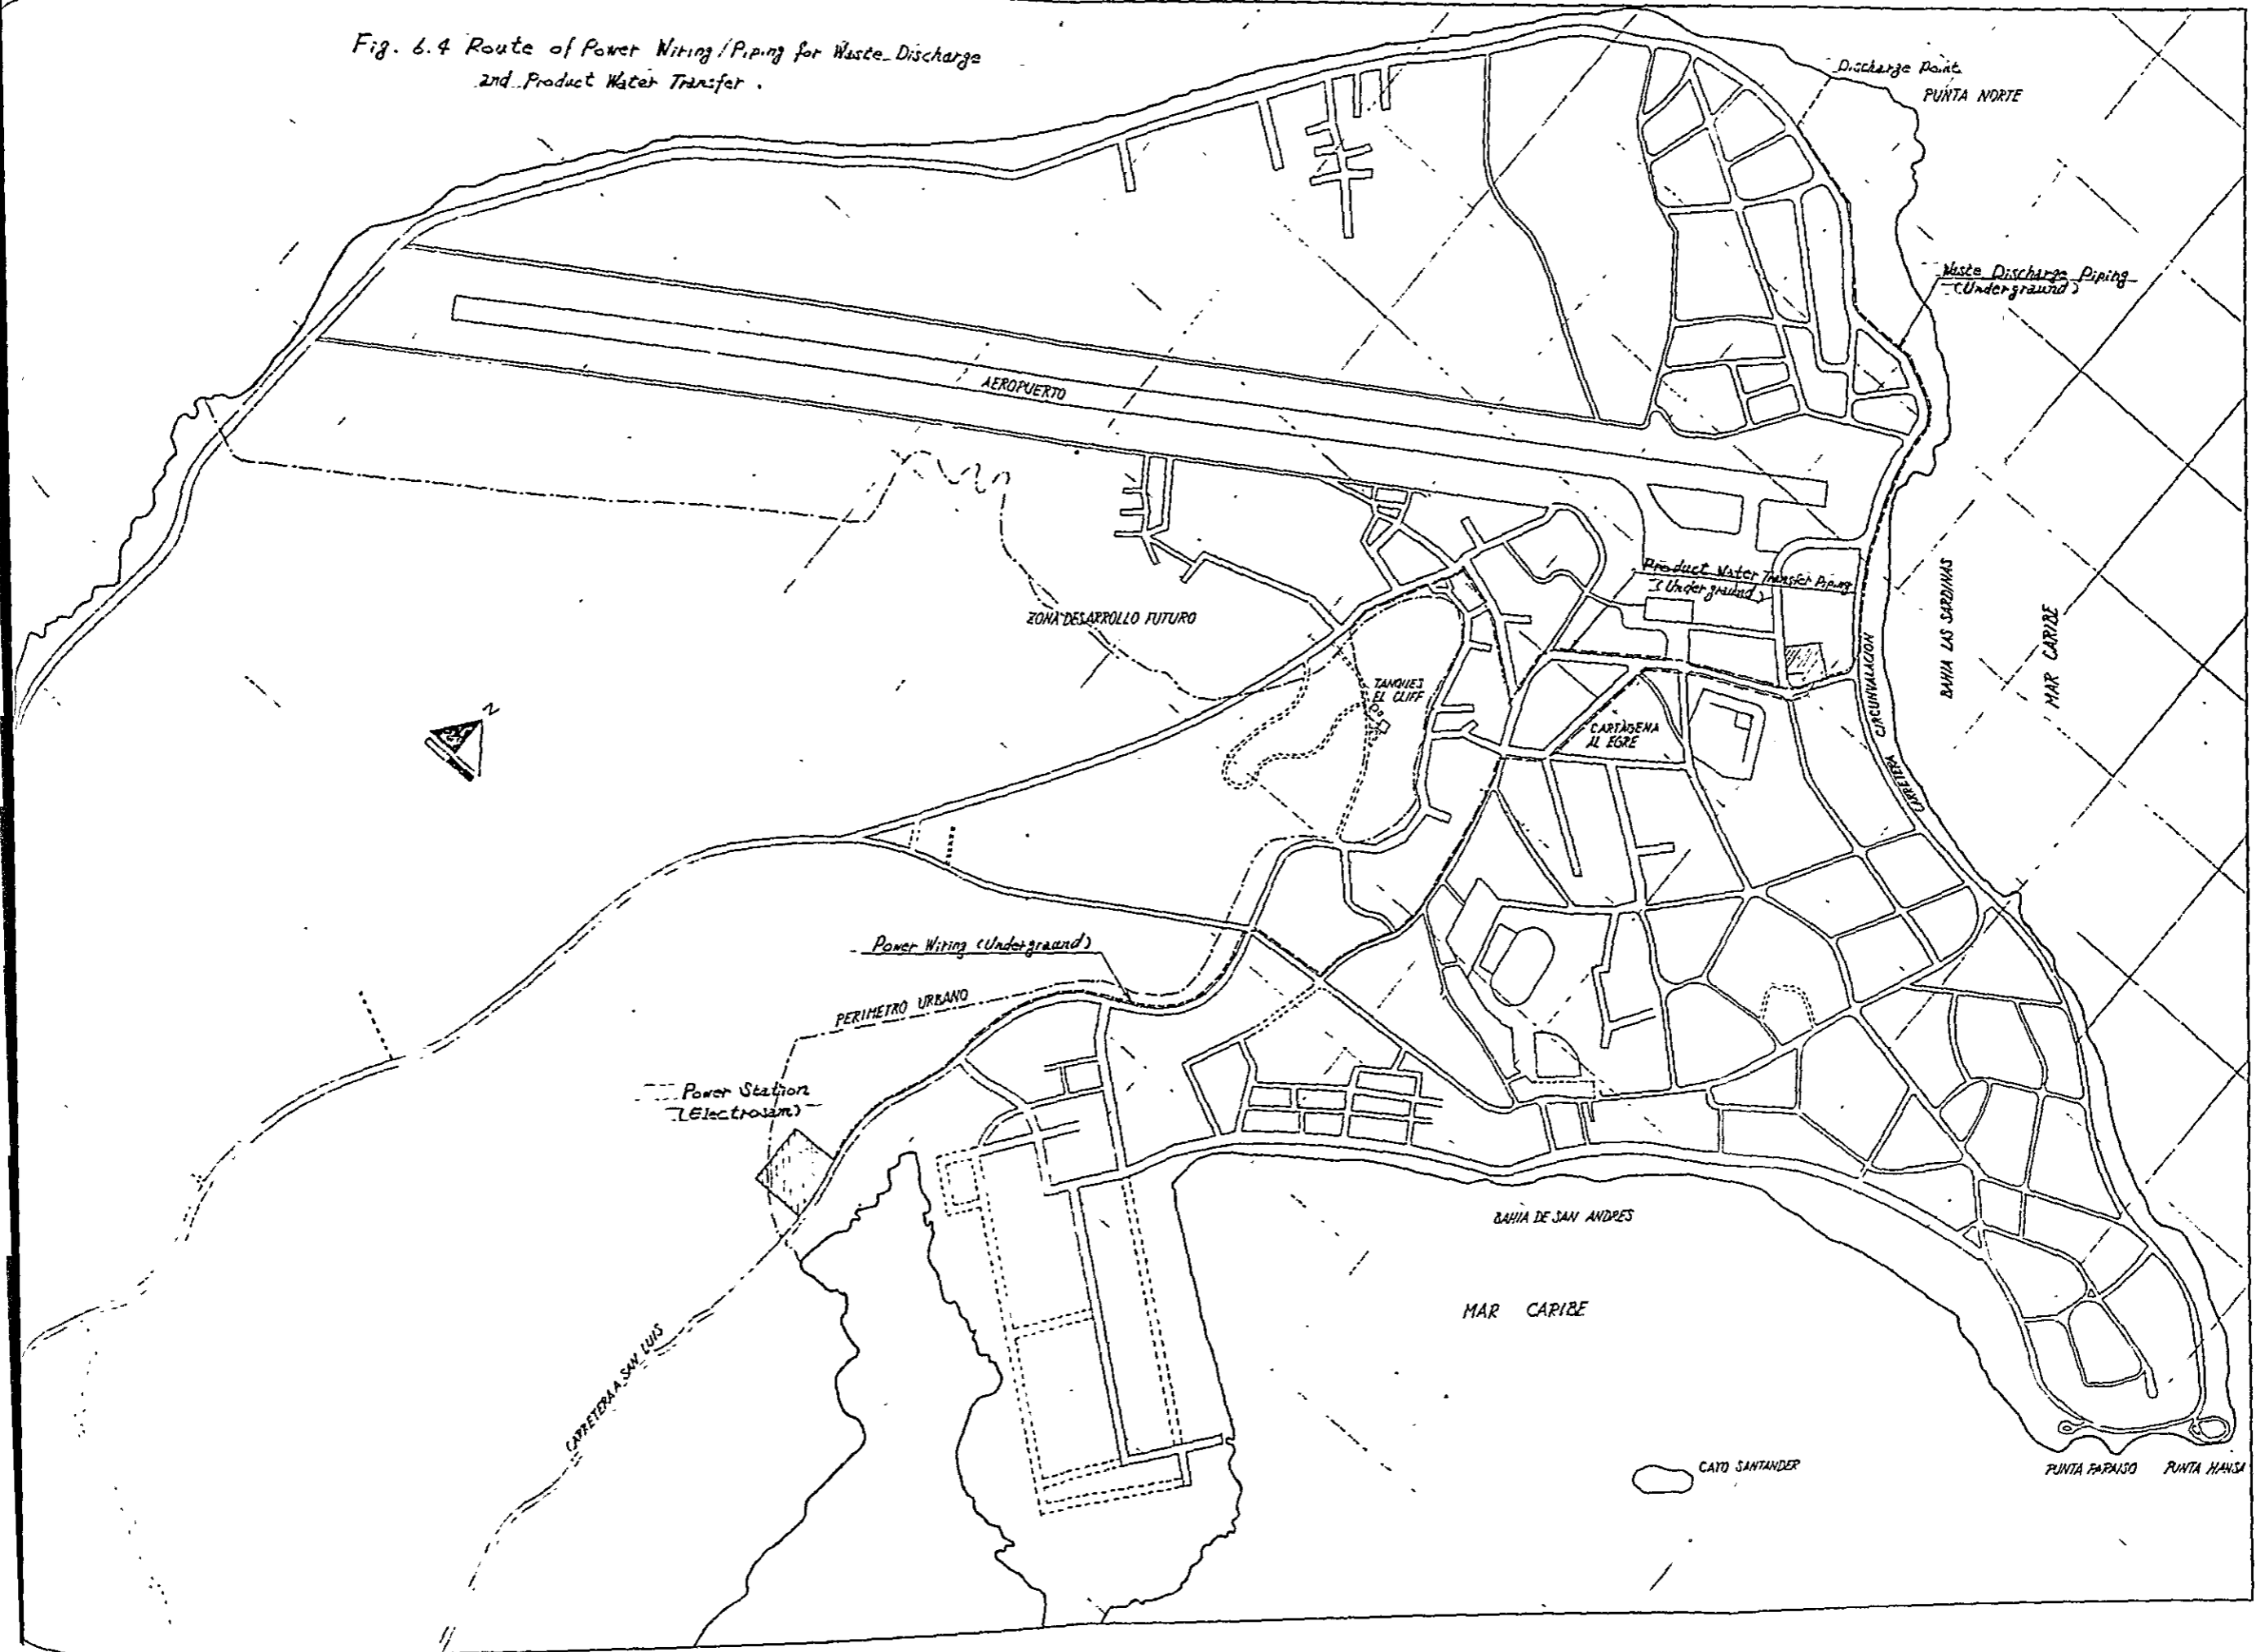 Fig. 6.4 Route of Power Wiring/Piping for Waste Discharge
and Product Water Transfer.
Discharge Point
PUNTA NORTE
Waste Discharge Piping
(Undergraund)
AEROPUERTO
Product Water Transfer Piping
(Undergraund)
ZONA DESARROLLO FUTURO
BAHIA LAS SARDINAS
MAR CARIBE
CARRETERA CIRCUNVALACION
TANQUES
EL CLIFF
CARTAGENA
AL EGRE
N
Power Wiring (Undergraund)
PERIMETRO URBANO
Power Station
(Electrosan)
BAHIA DE SAN ANDRES
MAR CARIBE
CARRETERA A SAN LUIS
CAYO SANTANDER
PUNTA PARAISO
PUNTA HANSA